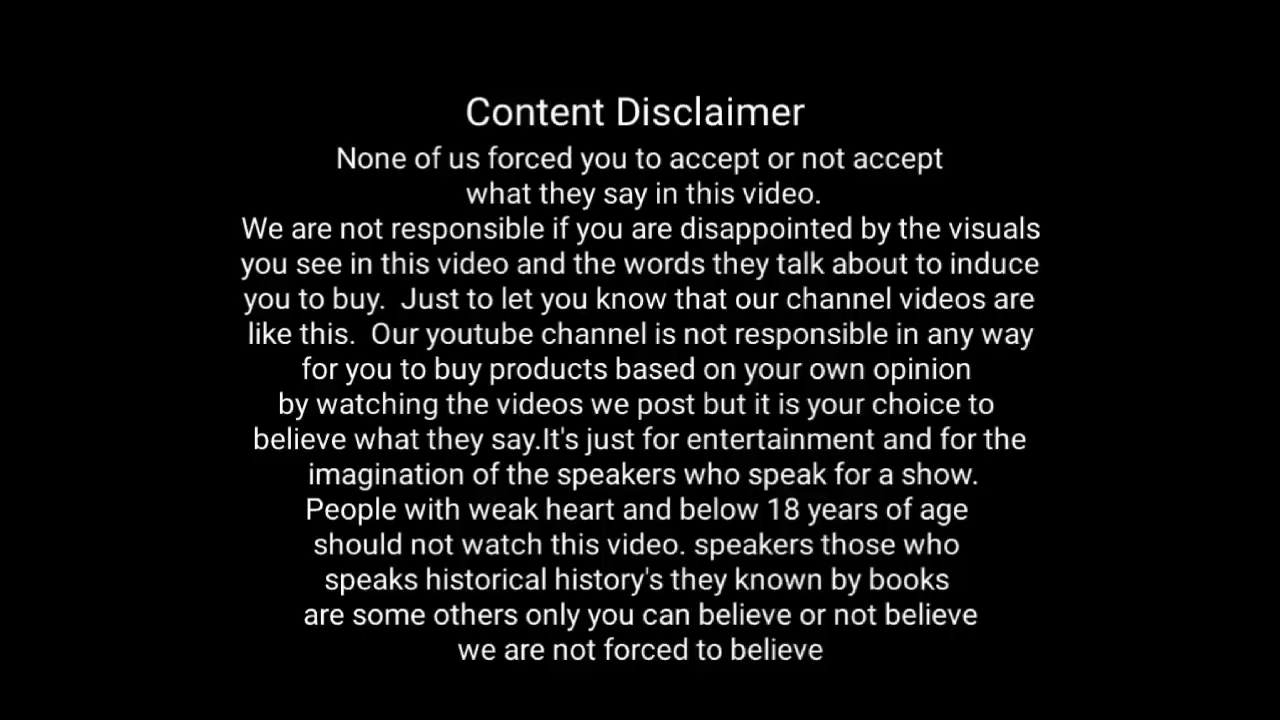 Content Disclaimer
None of us forced you to accept or not accept
what they say in this video.
We are not responsible if you are disappointed by the visuals
you see in this video and the words they talk about to induce
you to buy.  Just to let you know that our channel videos are
like this.  Our youtube channel is not responsible in any way
for you to buy products based on your own opinion
by watching the videos we post but it is your choice to
believe what they say.It's just for entertainment and for the
imagination of the speakers who speak for a show.
People with weak heart and below 18 years of age
should not watch this video. speakers those who
speaks historical history's they known by books
are some others only you can believe or not believe
we are not forced to believe